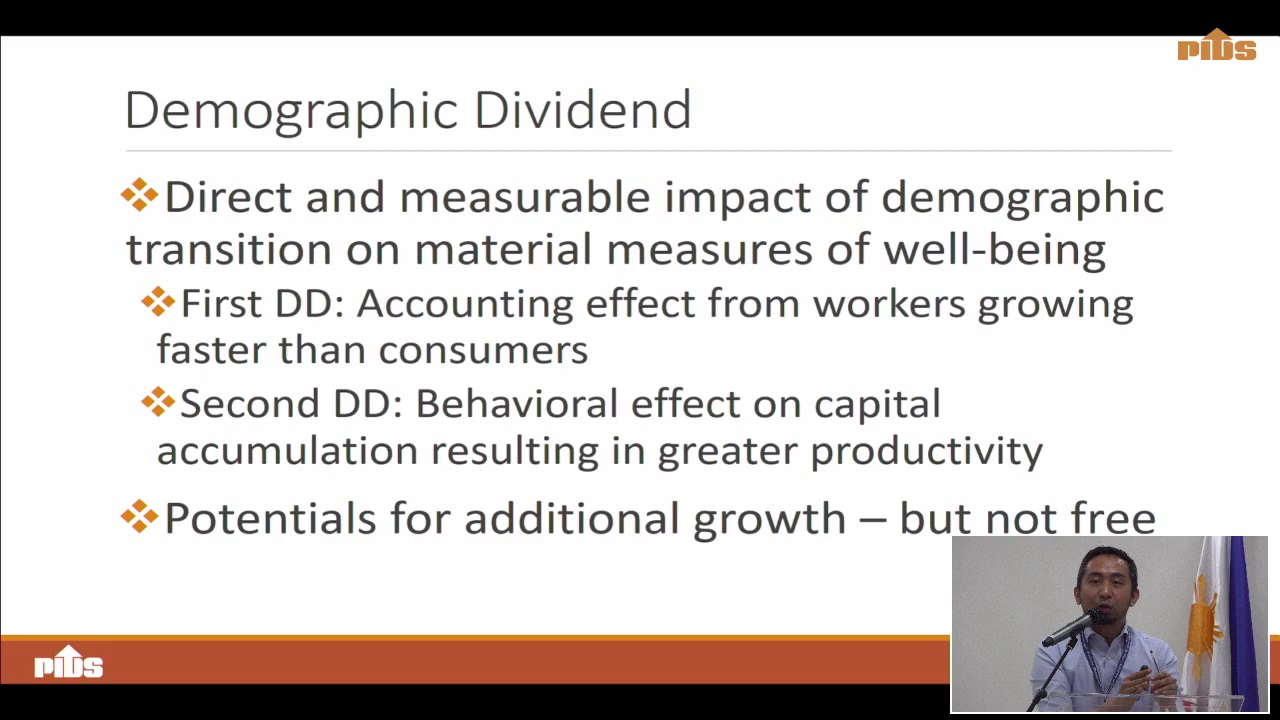 PIDS
Demographic Dividend
Direct and measurable impact of demographic
transition on material measures of well-being
First DD: Accounting effect from workers growing
faster than consumers
Second DD: Behavioral effect on capital
accumulation resulting in greater productivity
Potentials for additional growth – but not free
PIDS